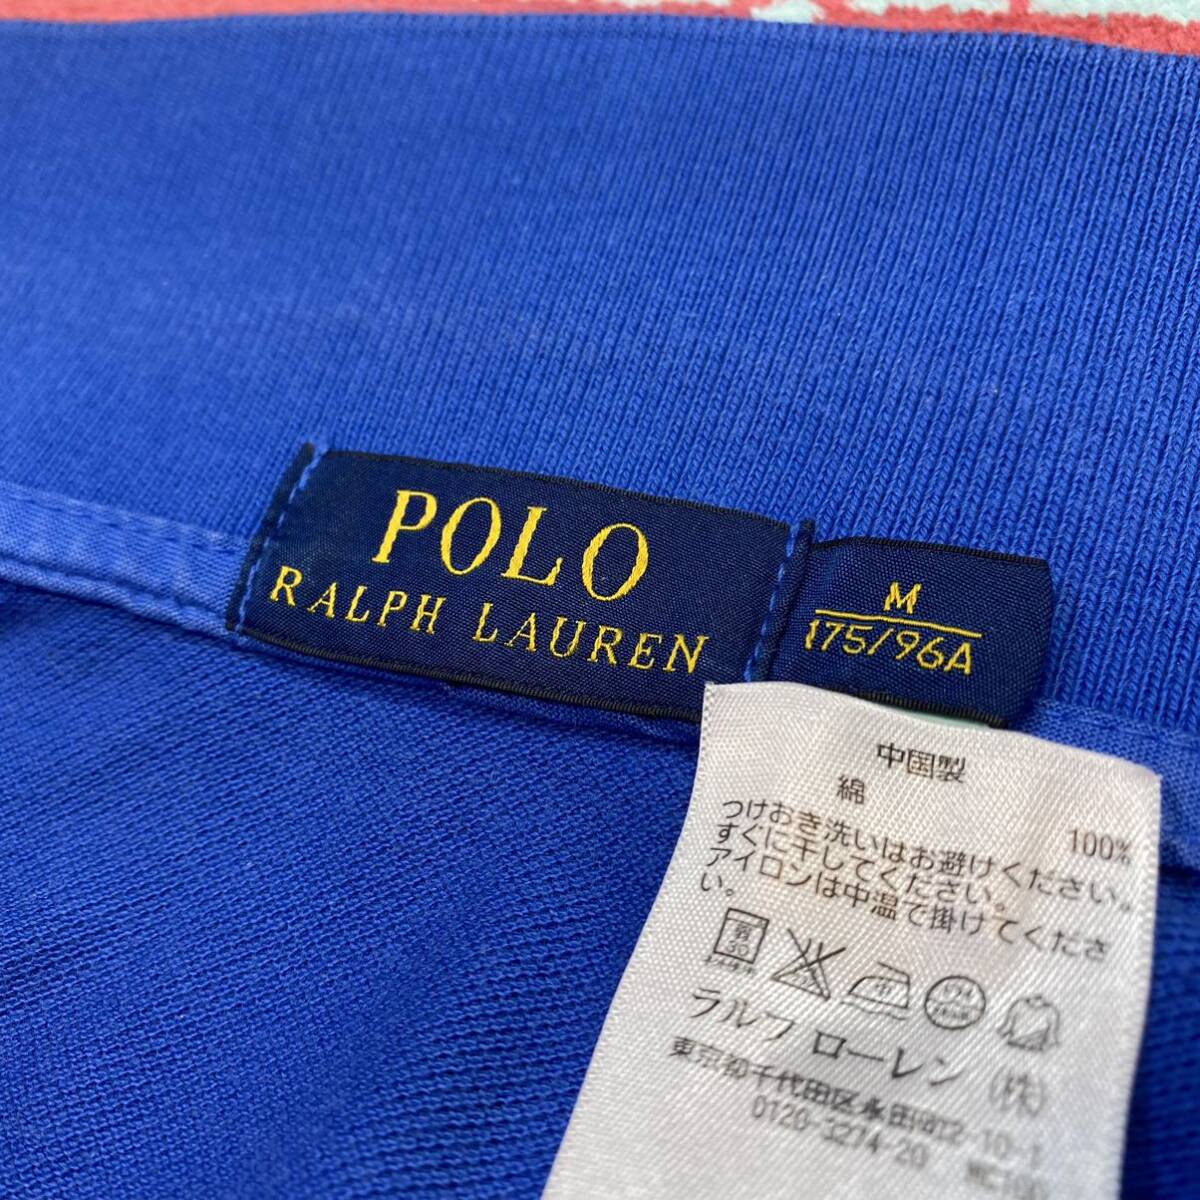 POLO
RALPH LAUREN
M
175/96A
中国製
綿 100%
つけおき洗いはお避けください。
すぐに干してください。
アイロンは中温で掛けてくださ
い。
ラルフ ローレン (株)
東京都千代田区永田町2-10-1
0120-3274-20